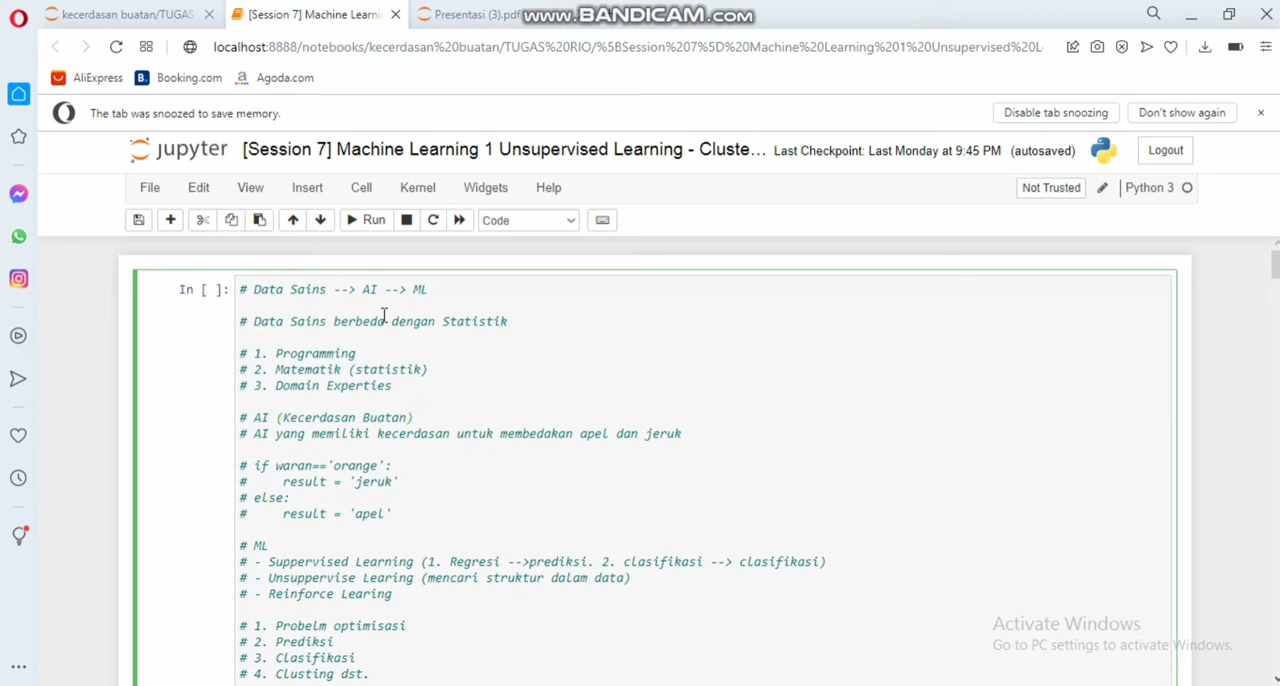 kecerdasan buatan/TUGAS
[Session 7] Machine Learni
Presentasi (3).pdf
www.BANDICAM.com
localhost:8888/notebooks/kecerdasan%20buatan/TUGAS%20RIO/%5BSession%207%5D%20Machine%20Learning%201%20Unsupervised%20L
AliExpress
Booking.com
Agoda.com
The tab was snoozed to save memory.
Disable tab snoozing
Don't show again
jupyter
[Session 7] Machine Learning 1 Unsupervised Learning - Cluste...
Last Checkpoint: Last Monday at 9:45 PM (autosaved)
Logout
File Edit View Insert Cell Kernel Widgets Help
Not Trusted
Python 3
Run
Code
In [ ]:
# Data Sains --> AI --> ML
# Data Sains berbeda dengan Statistik
# 1. Programming
# 2. Matematik (statistik)
# 3. Domain Experties
# AI (Kecerdasan Buatan)
# AI yang memiliki kecerdasan untuk membedakan apel dan jeruk
# if waran=='orange':
#     result = 'jeruk'
# else:
#     result = 'apel'
# ML
# - Suppervised Learning (1. Regresi -->prediksi. 2. clasifikasi --> clasifikasi)
# - Unsuppervise Learing (mencari struktur dalam data)
# - Reinforce Learing
# 1. Probelm optimisasi
# 2. Prediksi
# 3. Clasifikasi
# 4. Clusting dst.
Activate Windows
Go to PC settings to activate Windows.